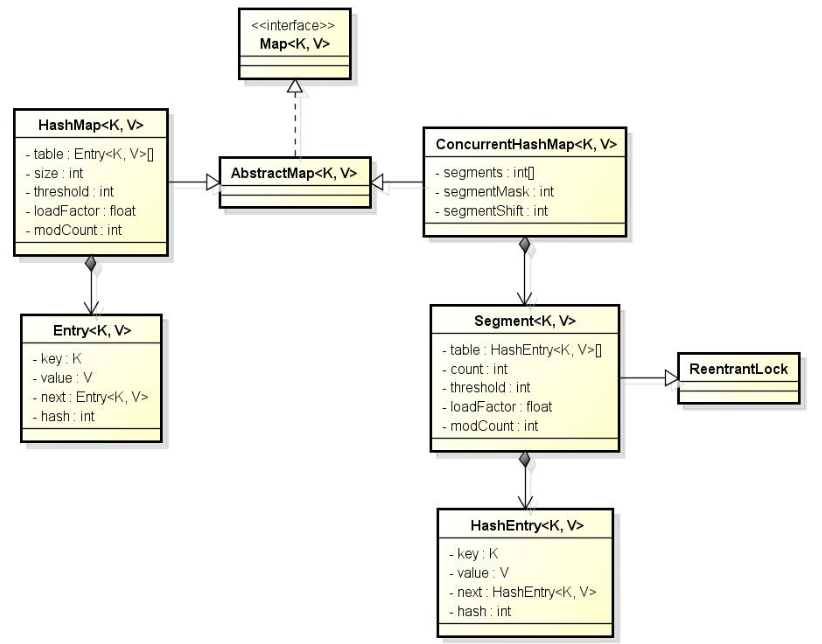 <<interface>>
Map<K, V>
HashMap<K, V>
- table : Entry<K, V>[]
- size : int
- threshold : int
- loadFactor : float
- modCount : int
AbstractMap<K, V>
ConcurrentHashMap<K, V>
- segments : int[]
- segmentMask : int
- segmentShift : int
Entry<K, V>
- key : K
- value : V
- next : Entry<K, V>
- hash : int
Segment<K, V>
- table : HashEntry<K, V>[]
- count : int
- threshold : int
- loadFactor : float
- modCount : int
ReentrantLock
HashEntry<K, V>
- key : K
- value : V
- next : HashEntry<K, V>
- hash : int